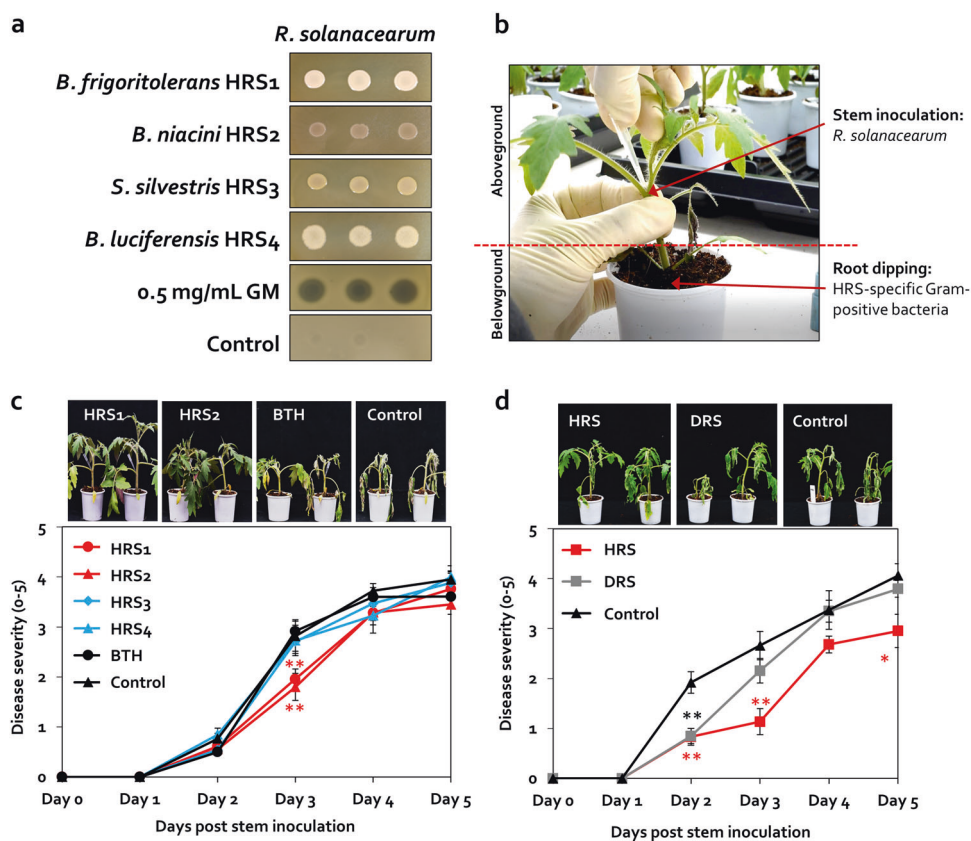 a
R. solanacearum
B. frigoritolerans HRS1
B. niacini HRS2
S. silvestris HRS3
B. luciferensis HRS4
0.5 mg/mL GM
Control
b
Aboveground
Belowground
Stem inoculation:
R. solanacearum
Root dipping:
HRS-specific Gram-
positive bacteria
c
HRS1
HRS2
BTH
Control
Disease severity (0-5)
5
4
3
2
1
0
HRS1
HRS2
HRS3
HRS4
BTH
Control
**
**
Day 0
Day 1
Day 2
Day 3
Day 4
Day 5
Days post stem inoculation
d
HRS
DRS
Control
Disease severity (0-5)
5
4
3
2
1
0
HRS
DRS
Control
**
**
**
*
Day 0
Day 1
Day 2
Day 3
Day 4
Day 5
Days post stem inoculation